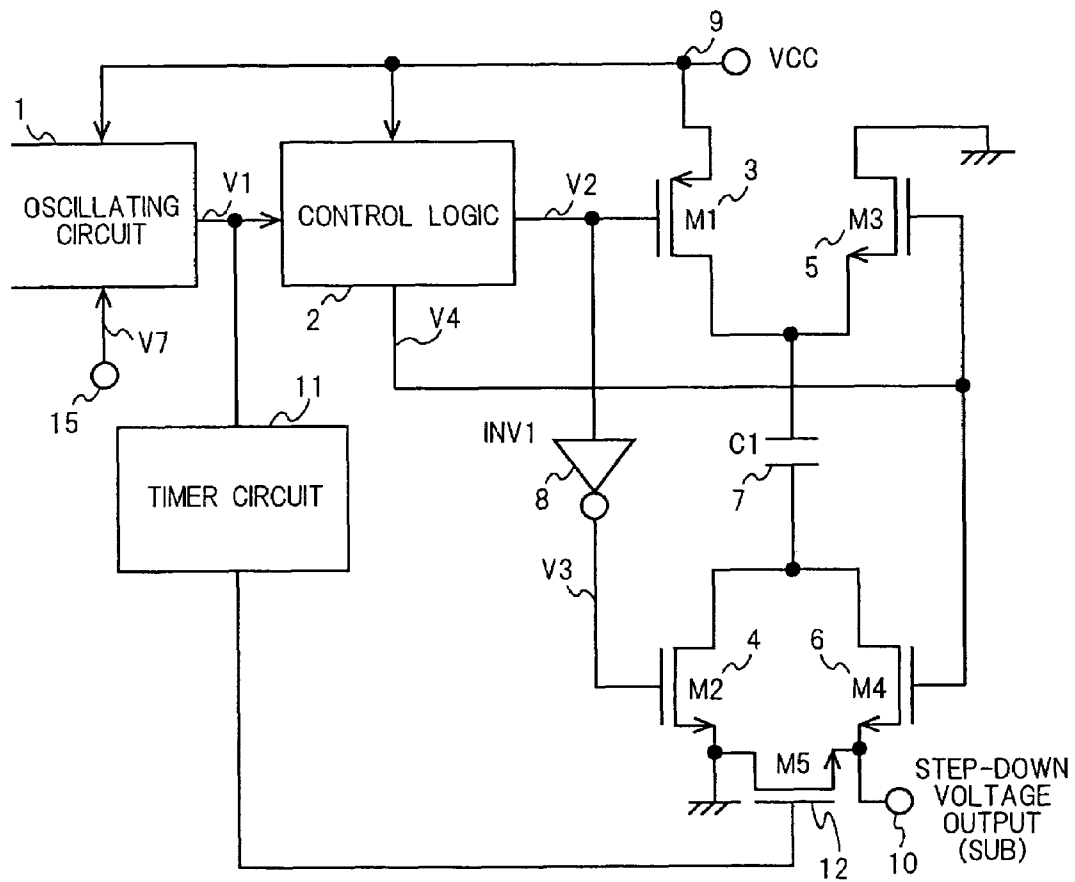 9
VCC
1
OSCILLATING
CIRCUIT
V1
CONTROL LOGIC
2
V2
M1
3
M3
5
V7
15
V4
11
TIMER CIRCUIT
INV1
8
C1
7
V3
M2
4
6
M4
M5
12
STEP-DOWN
VOLTAGE
OUTPUT
(SUB)
10